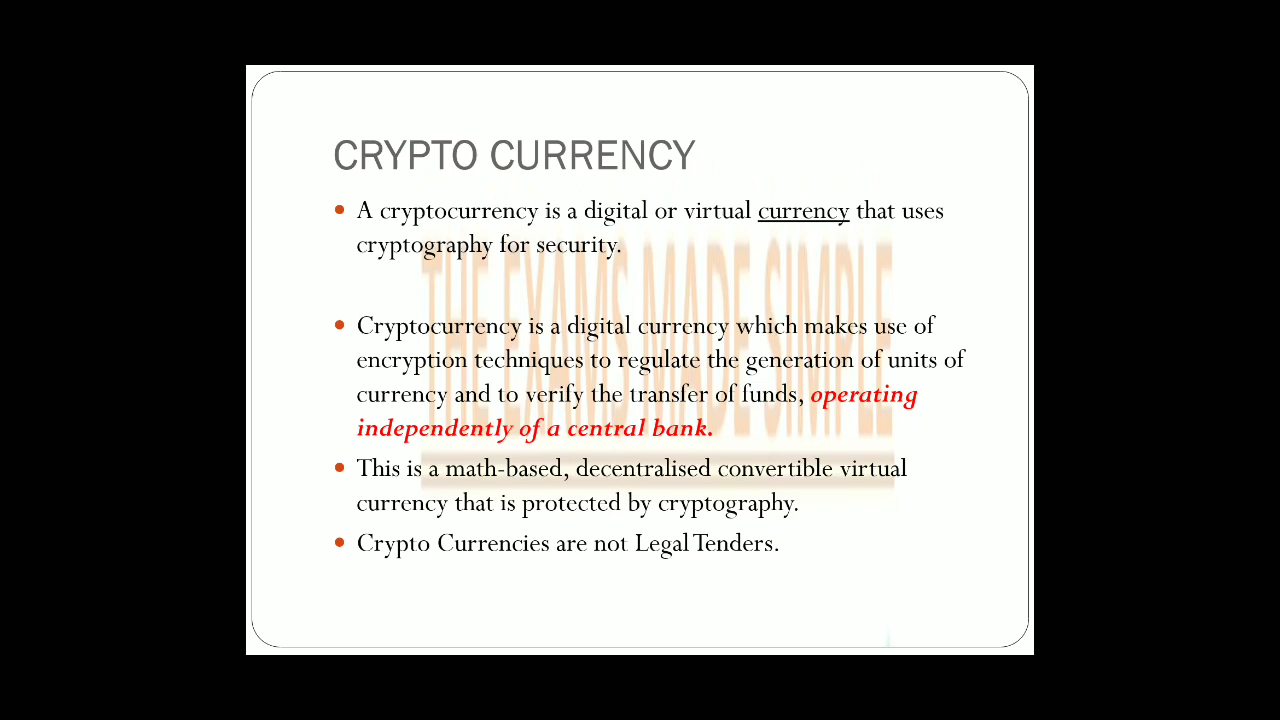 CRYPTO CURRENCY
• A cryptocurrency is a digital or virtual currency that uses
cryptography for security.
• Cryptocurrency is a digital currency which makes use of
encryption techniques to regulate the generation of units of
currency and to verify the transfer of funds, operating
independently of a central bank.
• This is a math-based, decentralised convertible virtual
currency that is protected by cryptography.
• Crypto Currencies are not Legal Tenders.
THE EXAMS MADE SIMPLE